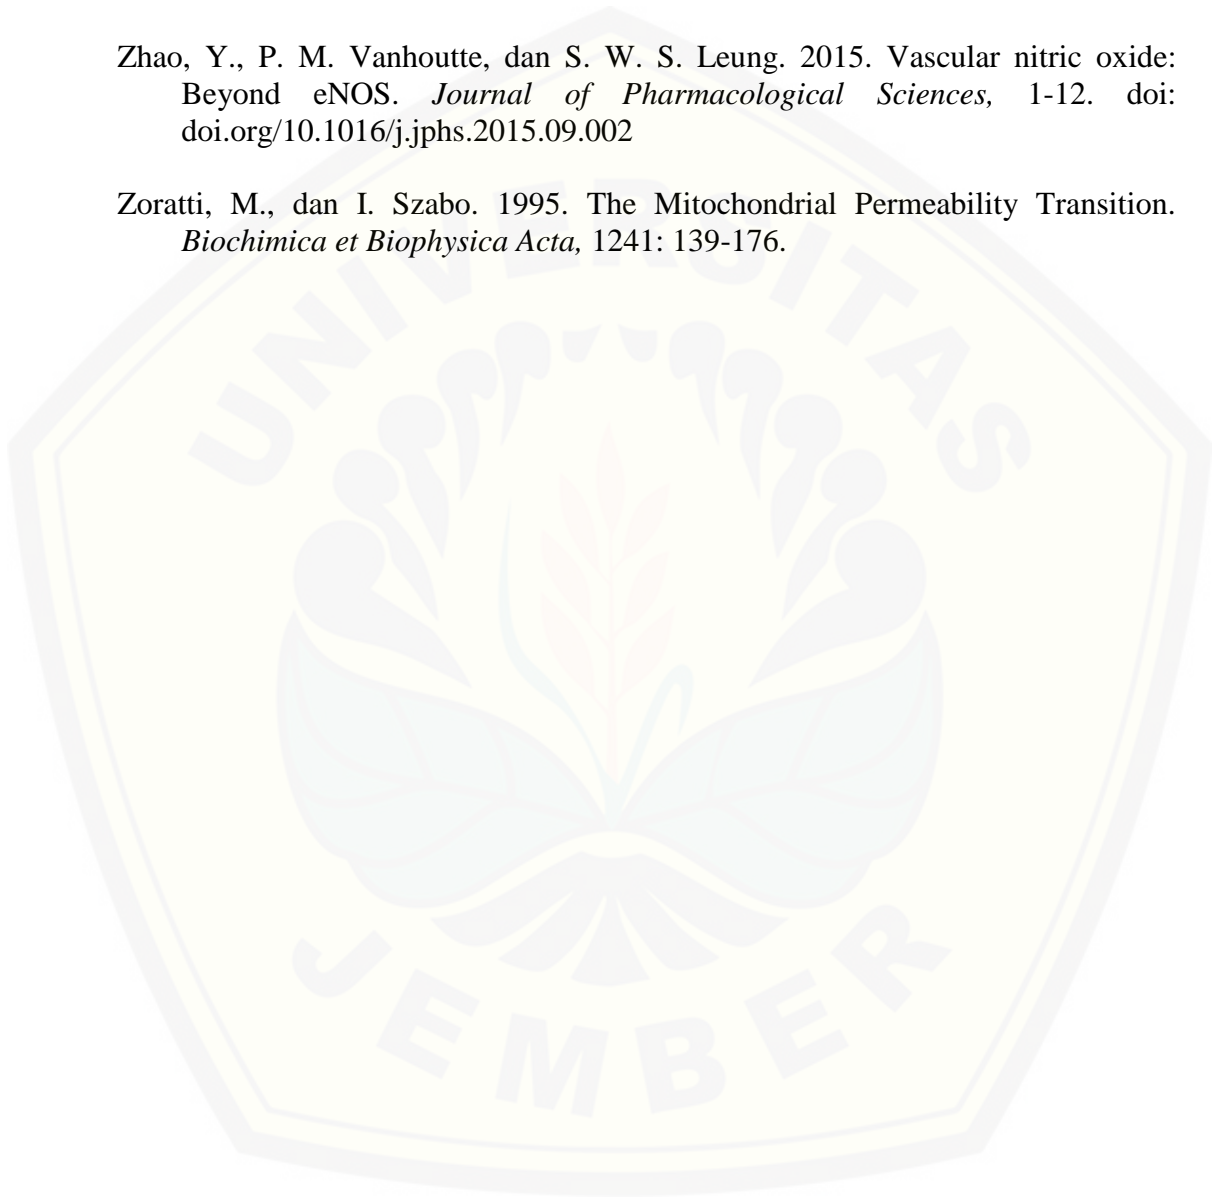 Zhao, Y., P. M. Vanhoutte, dan S. W. S. Leung. 2015. Vascular nitric oxide:
Beyond eNOS. Journal of Pharmacological Sciences, 1-12. doi:
doi.org/10.1016/j.jphs.2015.09.002
Zoratti, M., dan I. Szabo. 1995. The Mitochondrial Permeability Transition.
Biochimica et Biophysica Acta, 1241: 139-176.
UNIVERSITAS
JEMBER